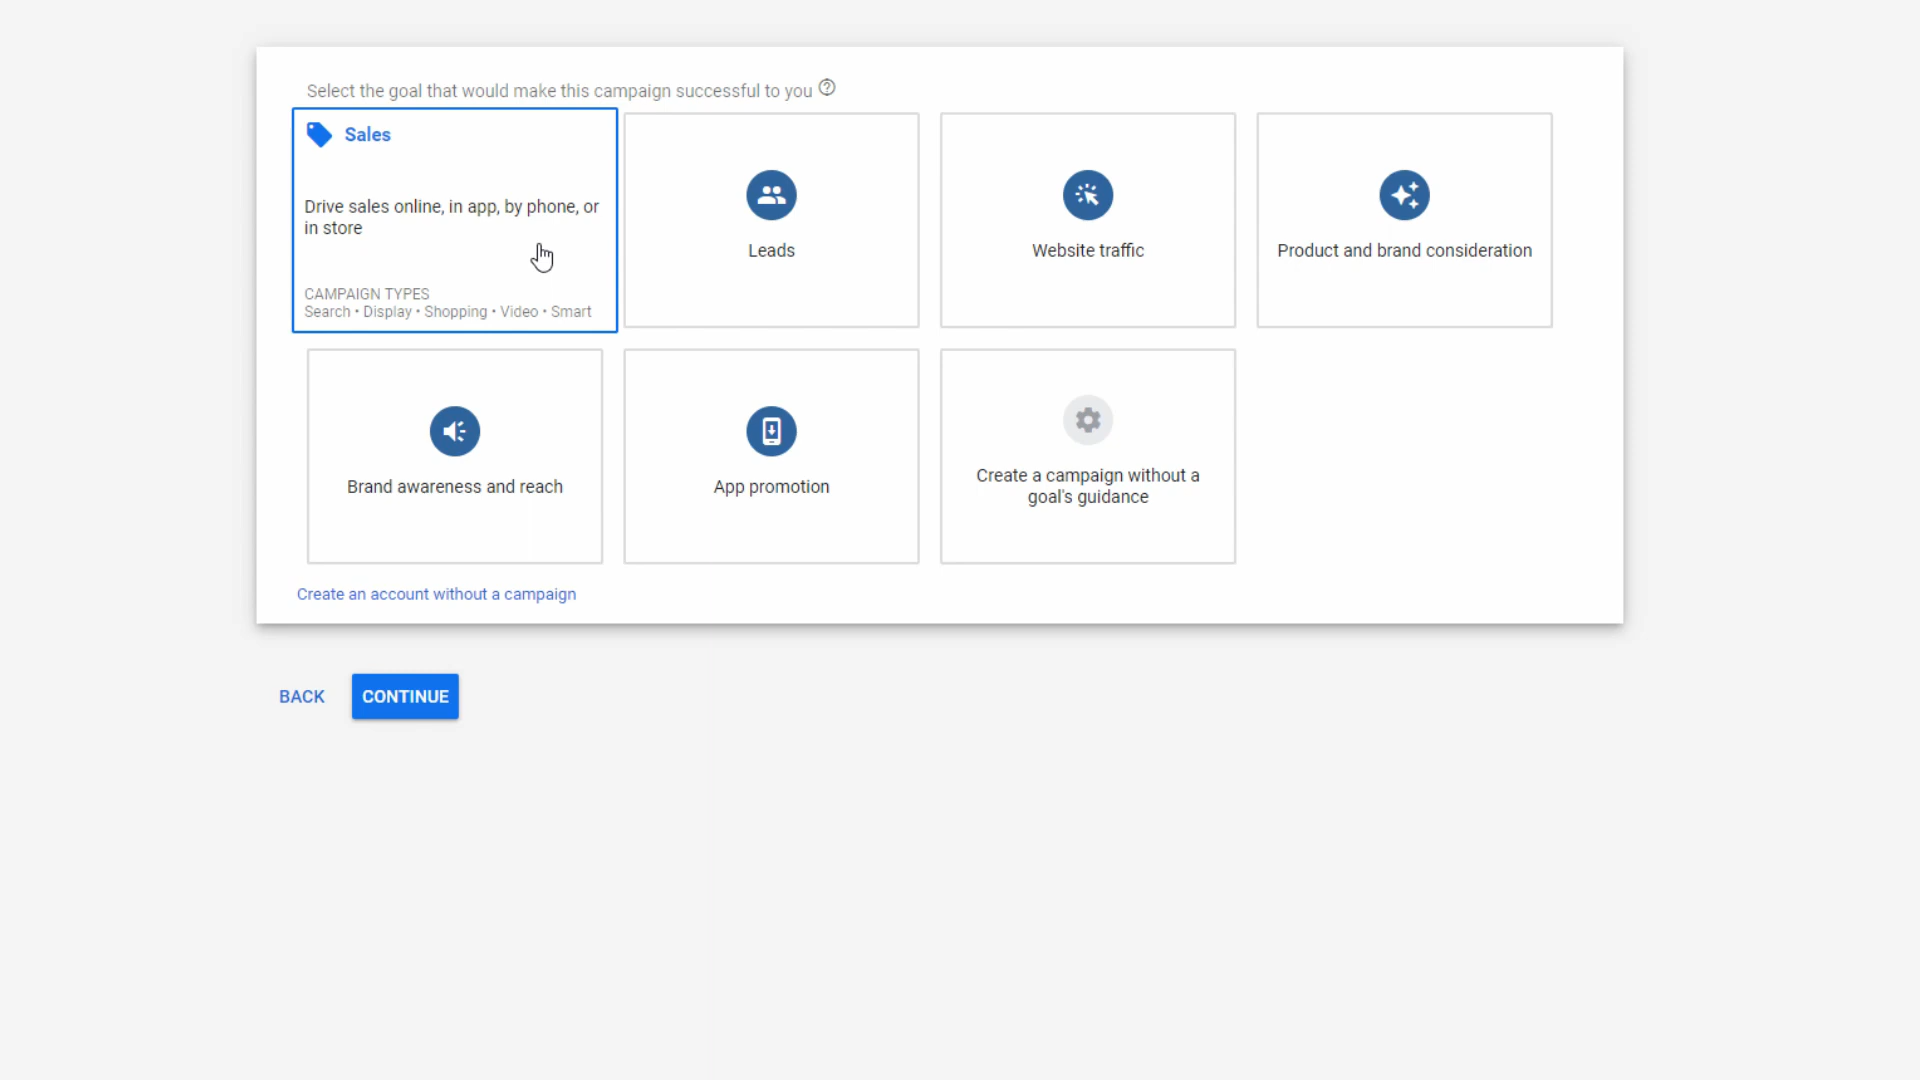 Select the goal that would make this campaign successful to you
Sales
Drive sales online, in app, by phone, or
in store
CAMPAIGN TYPES
Search • Display • Shopping • Video • Smart
Leads
Website traffic
Product and brand consideration
Brand awareness and reach
App promotion
Create a campaign without a
goal's guidance
Create an account without a campaign
BACK
CONTINUE